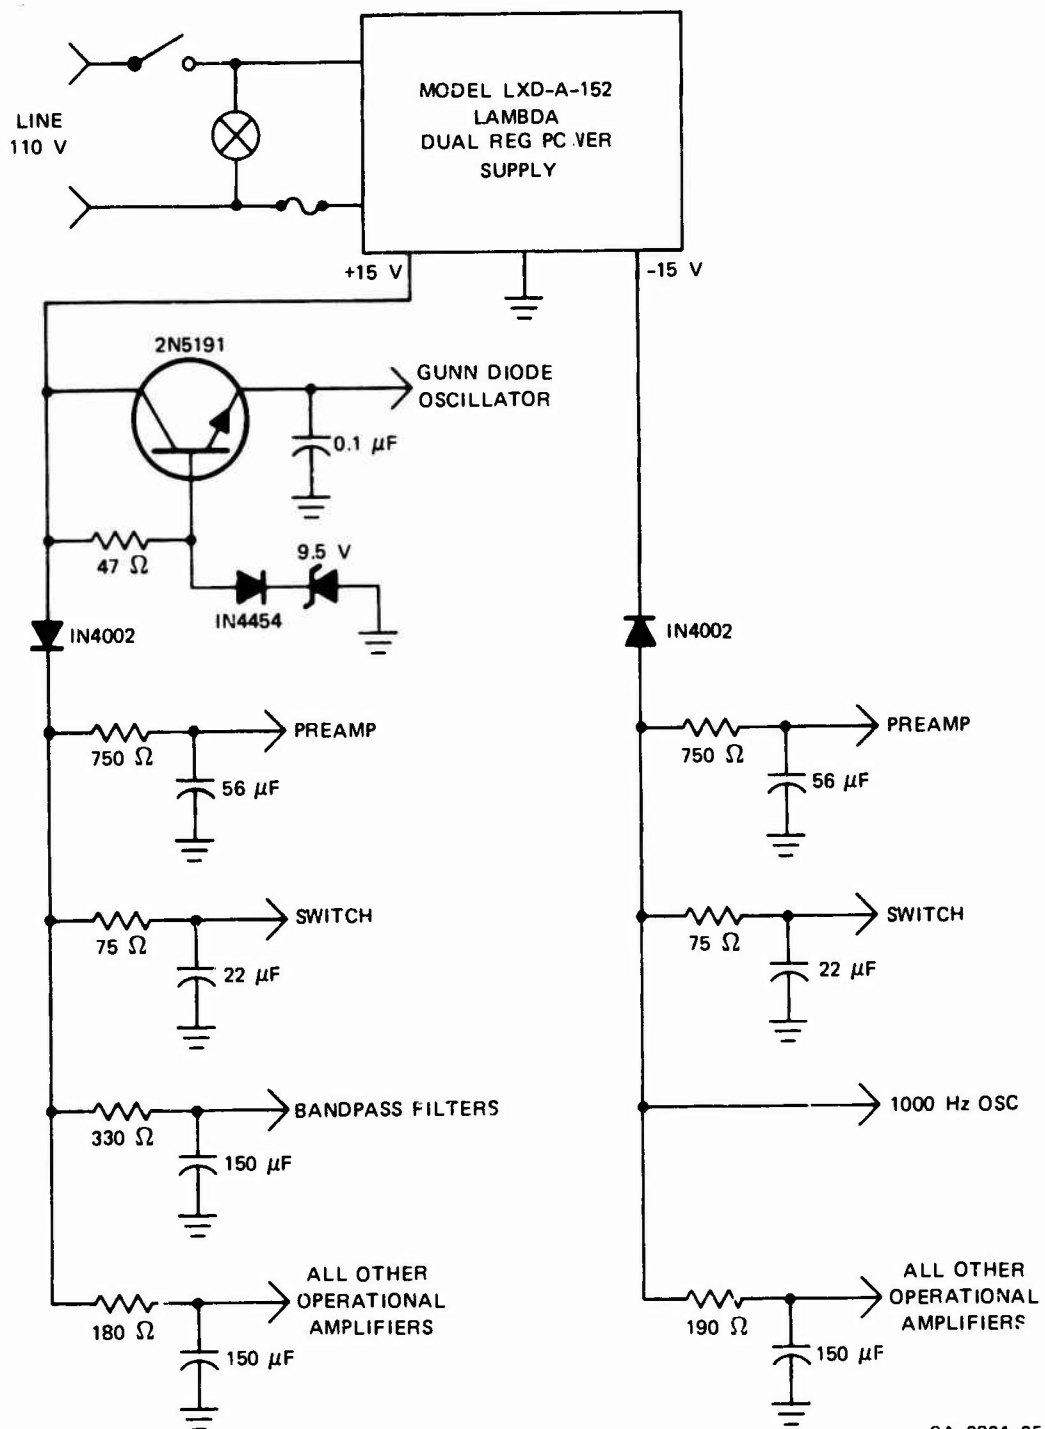 MODEL LXD-A-152
LAMBDA
DUAL REG
SUPPLY
LINE
110 V
+15 V
-15 V
2N5191
GUNN DIODE
OSCILLATOR
0.1 μF
47 Ω
9.5 V
IN4454
IN4002
IN4002
PREAMP
750 Ω
56 μF
PREAMP
750 Ω
56 μF
SWITCH
75 Ω
22 μF
SWITCH
75 Ω
22 μF
BANDPASS FILTERS
330 Ω
150 μF
1000 Hz OSC
ALL OTHER
OPERATIONAL
AMPLIFIERS
180 Ω
150 μF
ALL OTHER
OPERATIONAL
AMPLIFIERS
190 Ω
150 μF